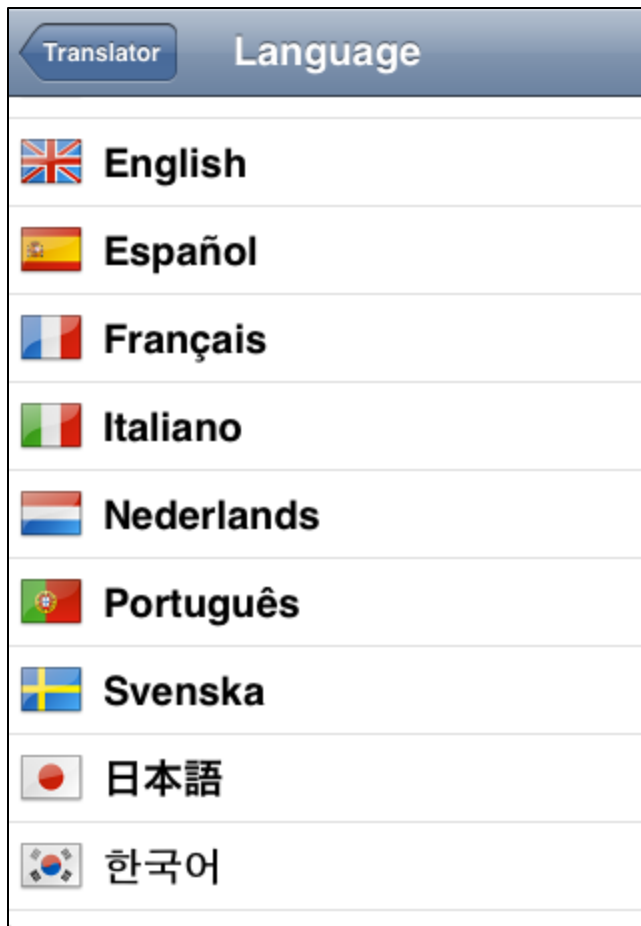 Translator Language
English
Español
Français
Italiano
Nederlands
Português
Svenska
日本語
한국어